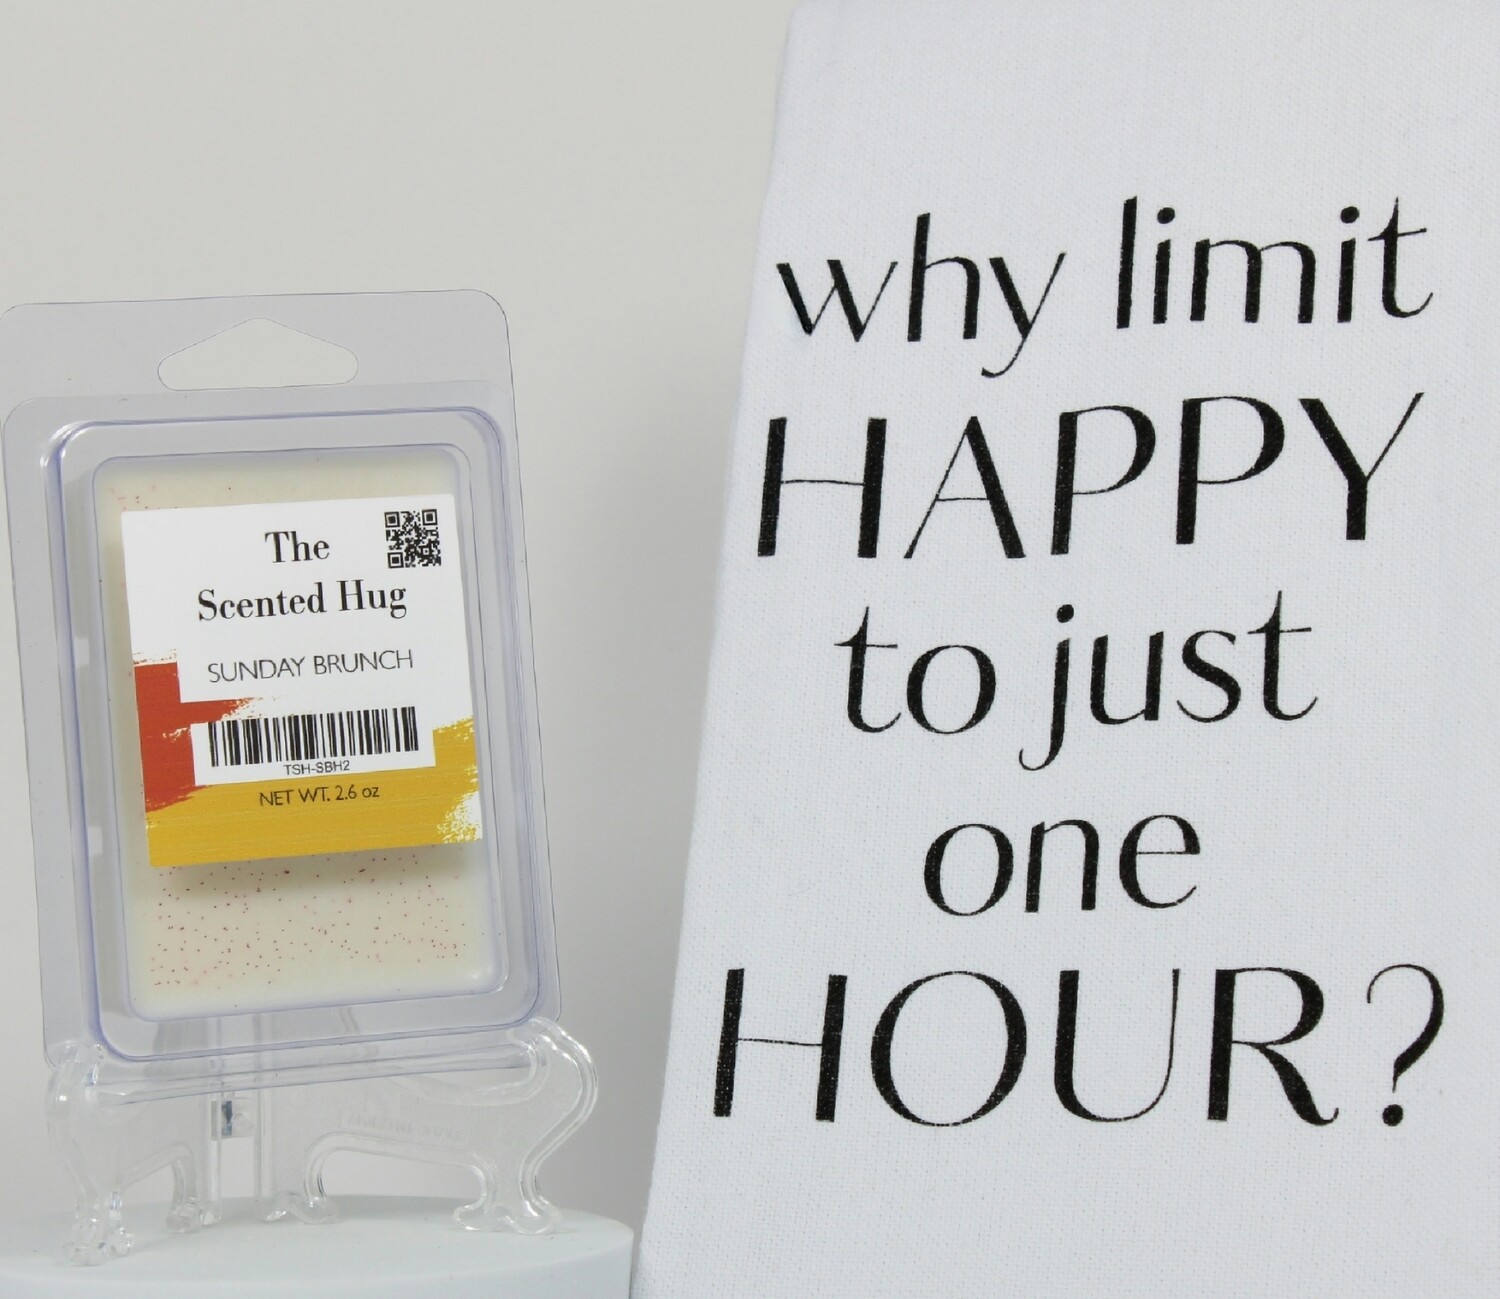 The
Scented Hug
SUNDAY BRUNCH
TSH-SBH2
NET WT. 2.6 oz
why limit
HAPPY
to just
one
HOUR?